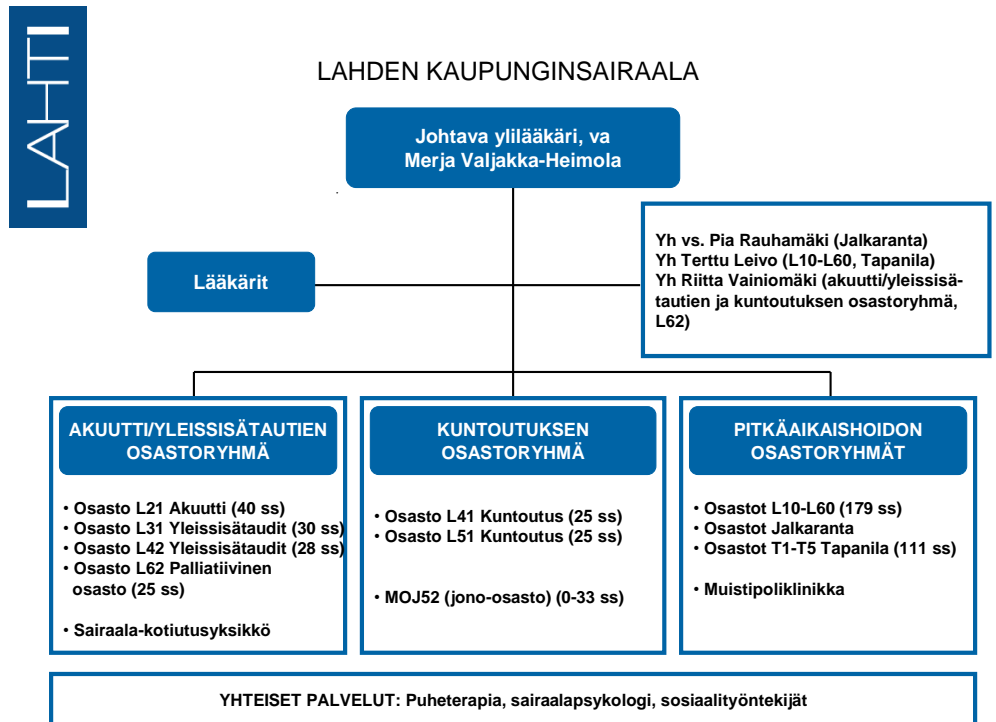 LAHTI
LAHDEN KAUPUNGINSAIRAALA
Johtava ylilääkäri, va
Merja Valjakka-Heimola
Yh vs. Pia Rauhamäki (Jalkaranta)
Yh Terttu Leivo (L10-L60, Tapanila)
Yh Riitta Vainiomäki (akuutti/yleissisä-
tautien ja kuntoutuksen osastoryhmä,
L62)
Lääkärit
AKUUTTI/YLEISSISÄTAUTIEN
OSASTORYHMÄ
• Osasto L21 Akuutti (40 ss)
• Osasto L31 Yleissisätaudit (30 ss)
• Osasto L42 Yleissisätaudit (28 ss)
• Osasto L62 Palliatiivinen
osasto (25 ss)
• Sairaala-kotiutusyksikkö
KUNTOUTUKSEN
OSASTORYHMÄ
• Osasto L41 Kuntoutus (25 ss)
• Osasto L51 Kuntoutus (25 ss)
• MOJ52 (jono-osasto) (0-33 ss)
PITKÄAIKAISHOIDON
OSASTORYHMÄT
• Osastot L10-L60 (179 ss)
• Osastot Jalkaranta
• Osastot T1-T5 Tapanila (111 ss)
• Muistipoliklinikka
YHTEISET PALVELUT: Puheterapia, sairaalapsykologi, sosiaalityöntekijät